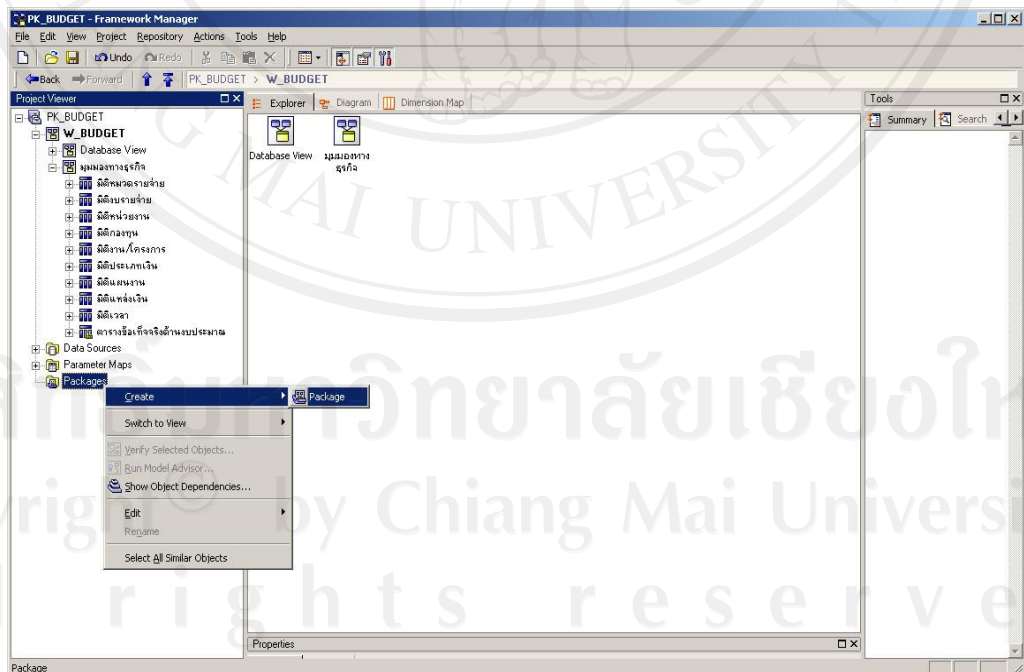 PK_BUDGET - Framework Manager
File Edit View Project Repository Actions Tools Help
Undo Redo
Back Forward PK_BUDGET > W_BUDGET
Project Viewer
PK_BUDGET
W_BUDGET
Database View
มุมมองทางธุรกิจ
มิติหมวดรายจ่าย
มิติงบรายจ่าย
มิติหน่วยงาน
มิติกองทุน
มิติงาน/โครงการ
มิติประเภทเงิน
มิติแผนงาน
มิติแหล่งเงิน
มิติเวลา
ตารางข้อเท็จจริงด้านงบประมาณ
Data Sources
Parameter Maps
Packages
Create
Package
Switch to View
Verify Selected Objects...
Run Model Advisor...
Show Object Dependencies...
Edit
Rename
Select All Similar Objects
Explorer Diagram Dimension Map
Database View
มุมมองทาง
ธุรกิจ
Tools
Summary Search
Properties
Package
MAI UNIVERSITY
by Chiang Mai Univers
rights reserve